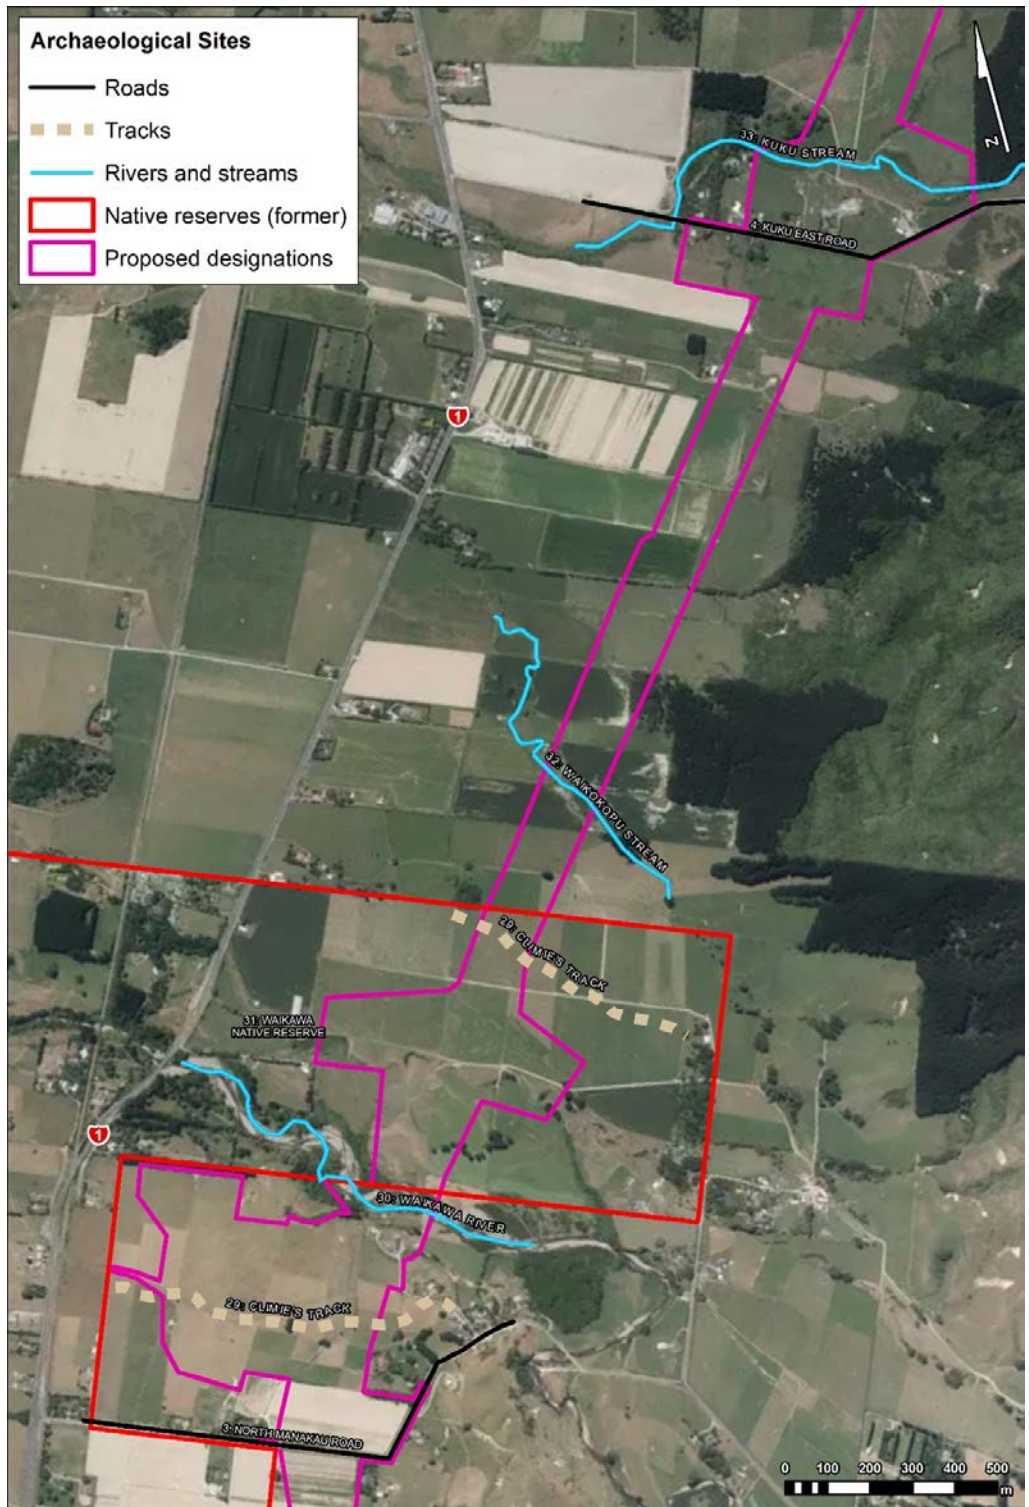 Archaeological Sites
Roads
Tracks
Rivers and streams
Native reserves (former)
Proposed designations
N
33: KUKU STREAM
4: KUKU EAST ROAD
1
32: WAIKOKOPU STREAM
29: CLIMIE'S TRACK
31: WAIKAWA
NATIVE RESERVE
1
30: WAIKAWA RIVER
29: CLIMIE'S TRACK
3: NORTH MANAKAU ROAD
0 100 200 300 400 500
m